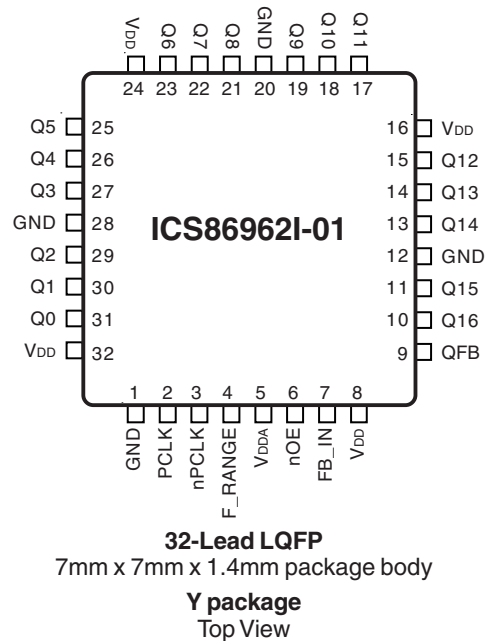 VDD Q6 Q7 Q8 GND Q9 Q10 Q11
24 23 22 21 20 19 18 17
Q5 25 16 VDD
Q4 26 15 Q12
Q3 27 14 Q13
GND 28 ICS86962I-01 13 Q14
Q2 29 12 GND
Q1 30 11 Q15
Q0 31 10 Q16
VDD 32 9 QFB
1 2 3 4 5 6 7 8
GND PCLK nPCLK F_RANGE VDDA nOE FB_IN VDD
32-Lead LQFP
7mm x 7mm x 1.4mm package body
Y package
Top View